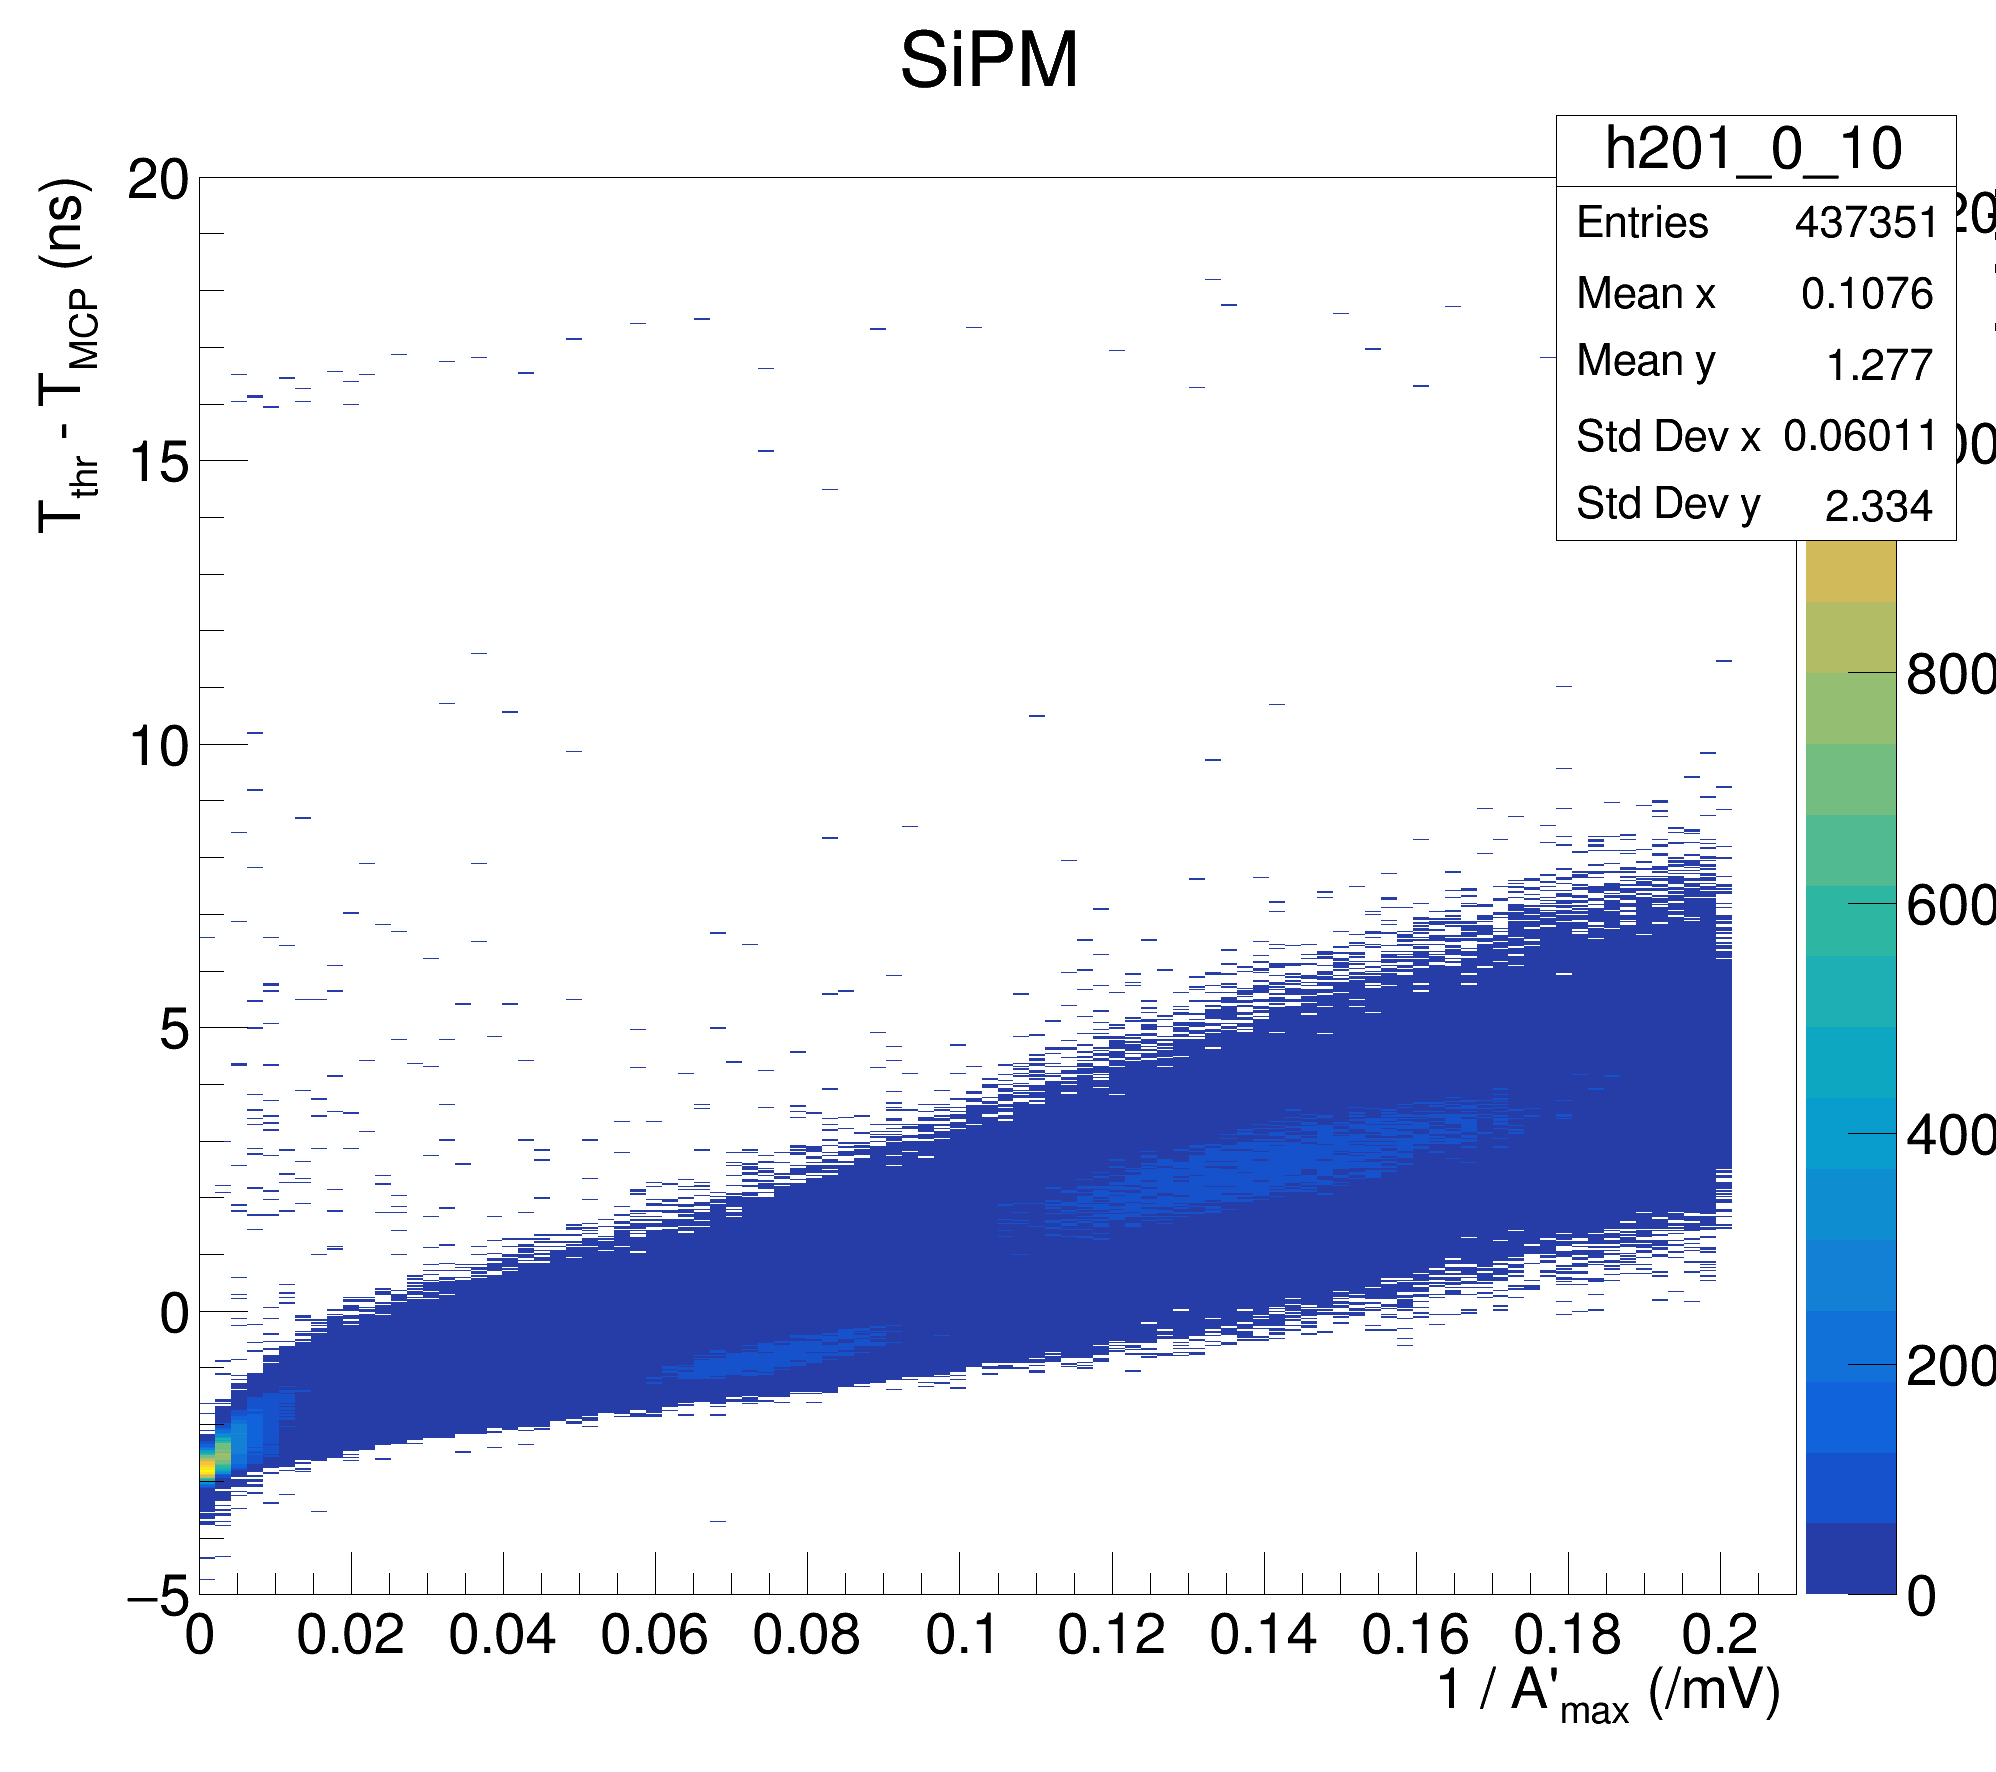 SiPM
h201_0_10
Entries 437351
Mean x 0.1076
Mean y 1.277
Std Dev x 0.06011
Std Dev y 2.334
T_thr - T_MCP (ns)
20
15
10
5
0
−5
0 0.02 0.04 0.06 0.08 0.1 0.12 0.14 0.16 0.18 0.2
1 / A'_max (/mV)
800
600
400
200
0